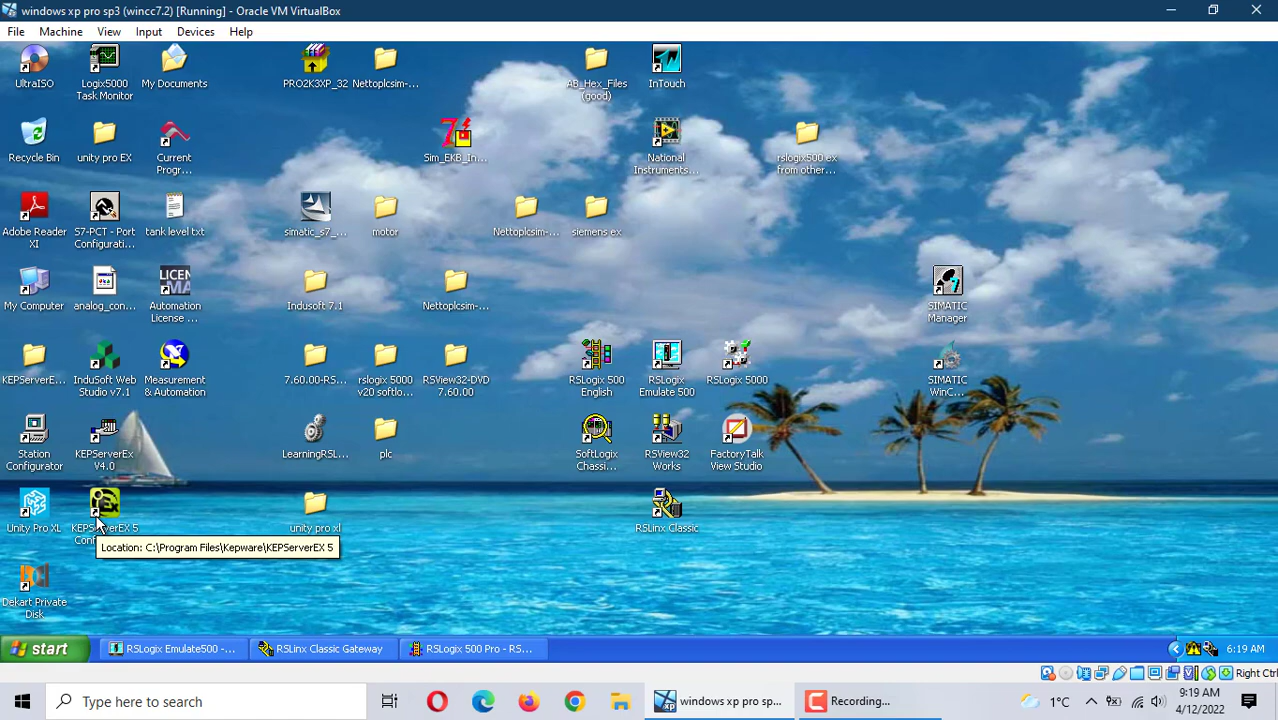 windows xp pro sp3 (wincc7.2) [Running] - Oracle VM VirtualBox
File Machine View Input Devices Help
UltraISO
Logix5000
Task Monitor
My Documents
PRO2K3XP_32
Nettoplcsim-...
AB_Hex_Files
(good)
InTouch
Recycle Bin
unity pro EX
Current
Progr...
Sim_EKB_In...
National
Instruments...
rslogix500 ex
from other...
Adobe Reader
XI
S7-PCT - Port
Configurati...
tank level txt
simatic_s7_...
motor
Nettoplcsim-...
siemens ex
My Computer
analog_con...
LICEN
MA
Automation
License ...
Indusoft 7.1
Nettoplcsim-...
SIMATIC
Manager
KEPServerE...
InduSoft Web
Studio v7.1
Measurement
& Automation
7.60.00-RS...
rslogix 5000
v20 softlo...
RSView32-DVD
7.60.00
RSLogix 500
English
RSLogix
Emulate 500
RSLogix 5000
SIMATIC
WinC...
Station
Configurator
KEPServerEx
V4.0
LearningRSL...
plc
SoftLogix
Chassi...
RSView32
Works
FactoryTalk
View Studio
Unity Pro XL
KEPServerEX 5
unity pro xl
RSLinx Classic
Location: C:\Program Files\Kepware\KEPServerEX 5
Dekart Private
Disk
start
RSLogix Emulate500 -...
RSLinx Classic Gateway
RSLogix 500 Pro - RS...
6:19 AM
Right Ctrl
Type here to search
windows xp pro sp...
Recording...
1°C
9:19 AM
4/12/2022